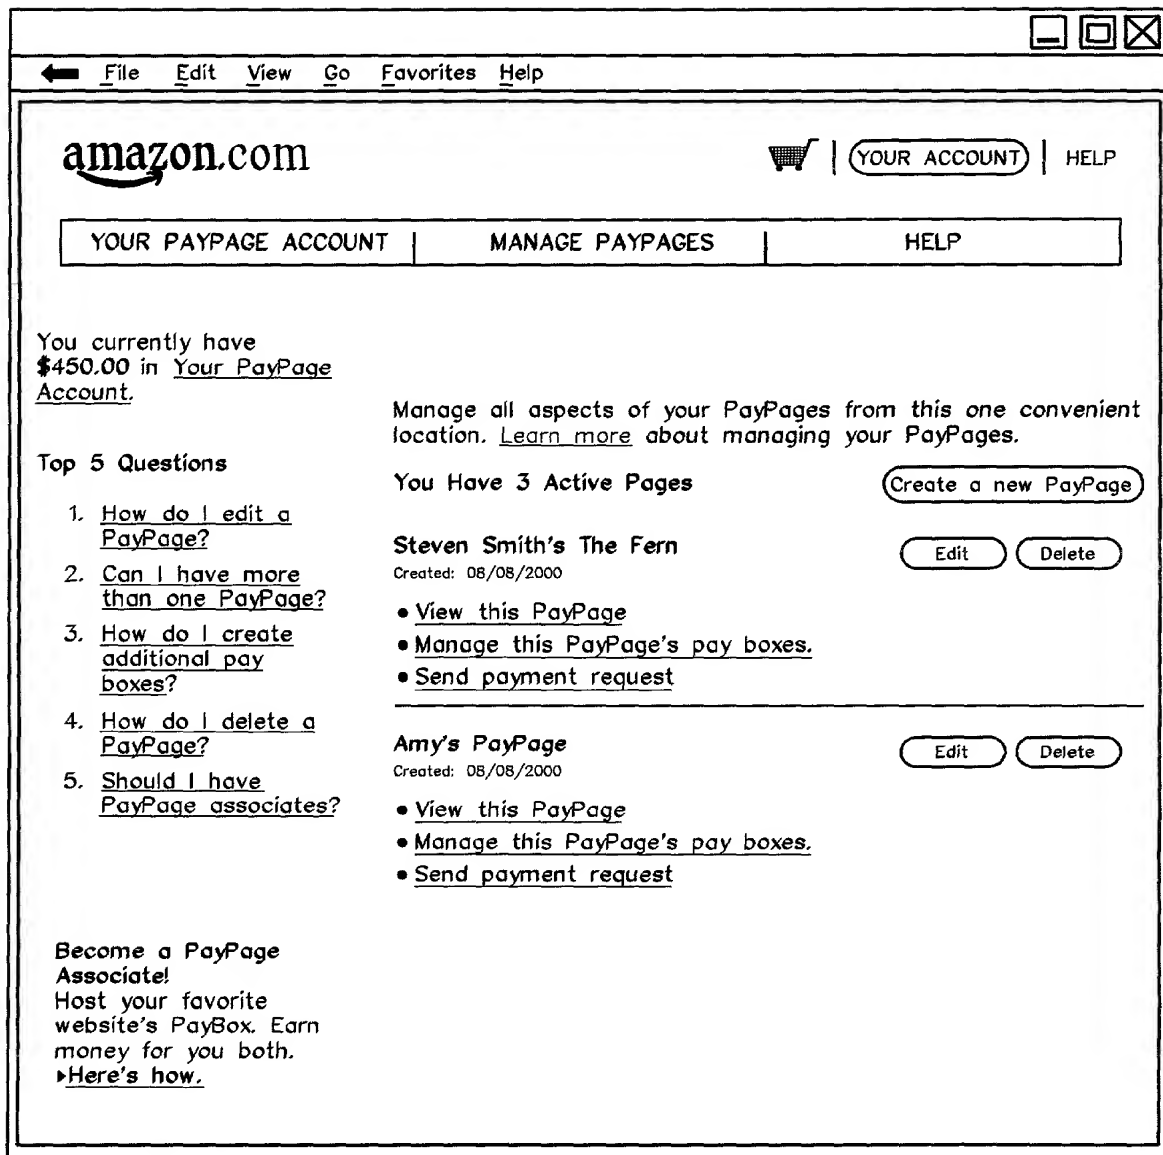 File Edit View Go Favorites Help
amazon.com
YOUR ACCOUNT | HELP
YOUR PAYPAGE ACCOUNT | MANAGE PAYPAGES | HELP
You currently have
$450.00 in Your PayPage
Account.
Top 5 Questions
1. How do I edit a
PayPage?
2. Can I have more
than one PayPage?
3. How do I create
additional pay
boxes?
4. How do I delete a
PayPage?
5. Should I have
PayPage associates?
Become a PayPage
Associate!
Host your favorite
website's PayBox. Earn
money for you both.
▸Here's how.
Manage all aspects of your PayPages from this one convenient
location. Learn more about managing your PayPages.
You Have 3 Active Pages Create a new PayPage
Steven Smith's The Fern Edit Delete
Created: 08/08/2000
• View this PayPage
• Manage this PayPage's pay boxes.
• Send payment request
Amy's PayPage Edit Delete
Created: 08/08/2000
• View this PayPage
• Manage this PayPage's pay boxes.
• Send payment request